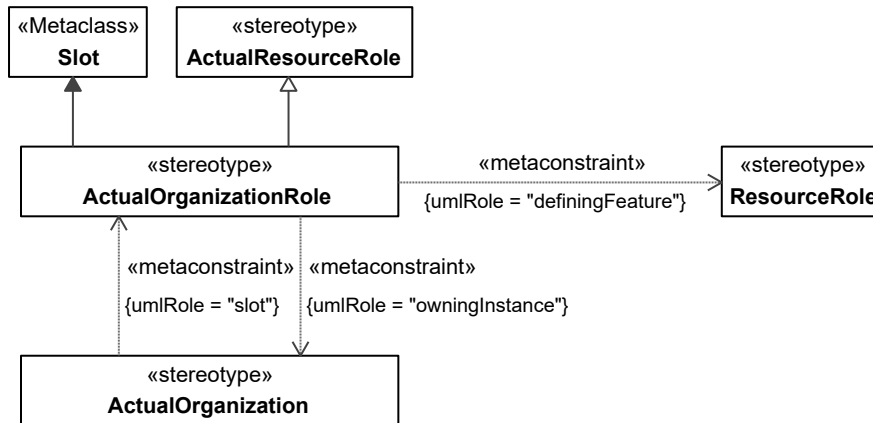 «Metaclass»
Slot
«stereotype»
ActualResourceRole
«stereotype»
ActualOrganizationRole
«metaconstraint»
{umlRole = "definingFeature"}
«stereotype»
ResourceRole
«metaconstraint»
{umlRole = "slot"}
«metaconstraint»
{umlRole = "owningInstance"}
«stereotype»
ActualOrganization